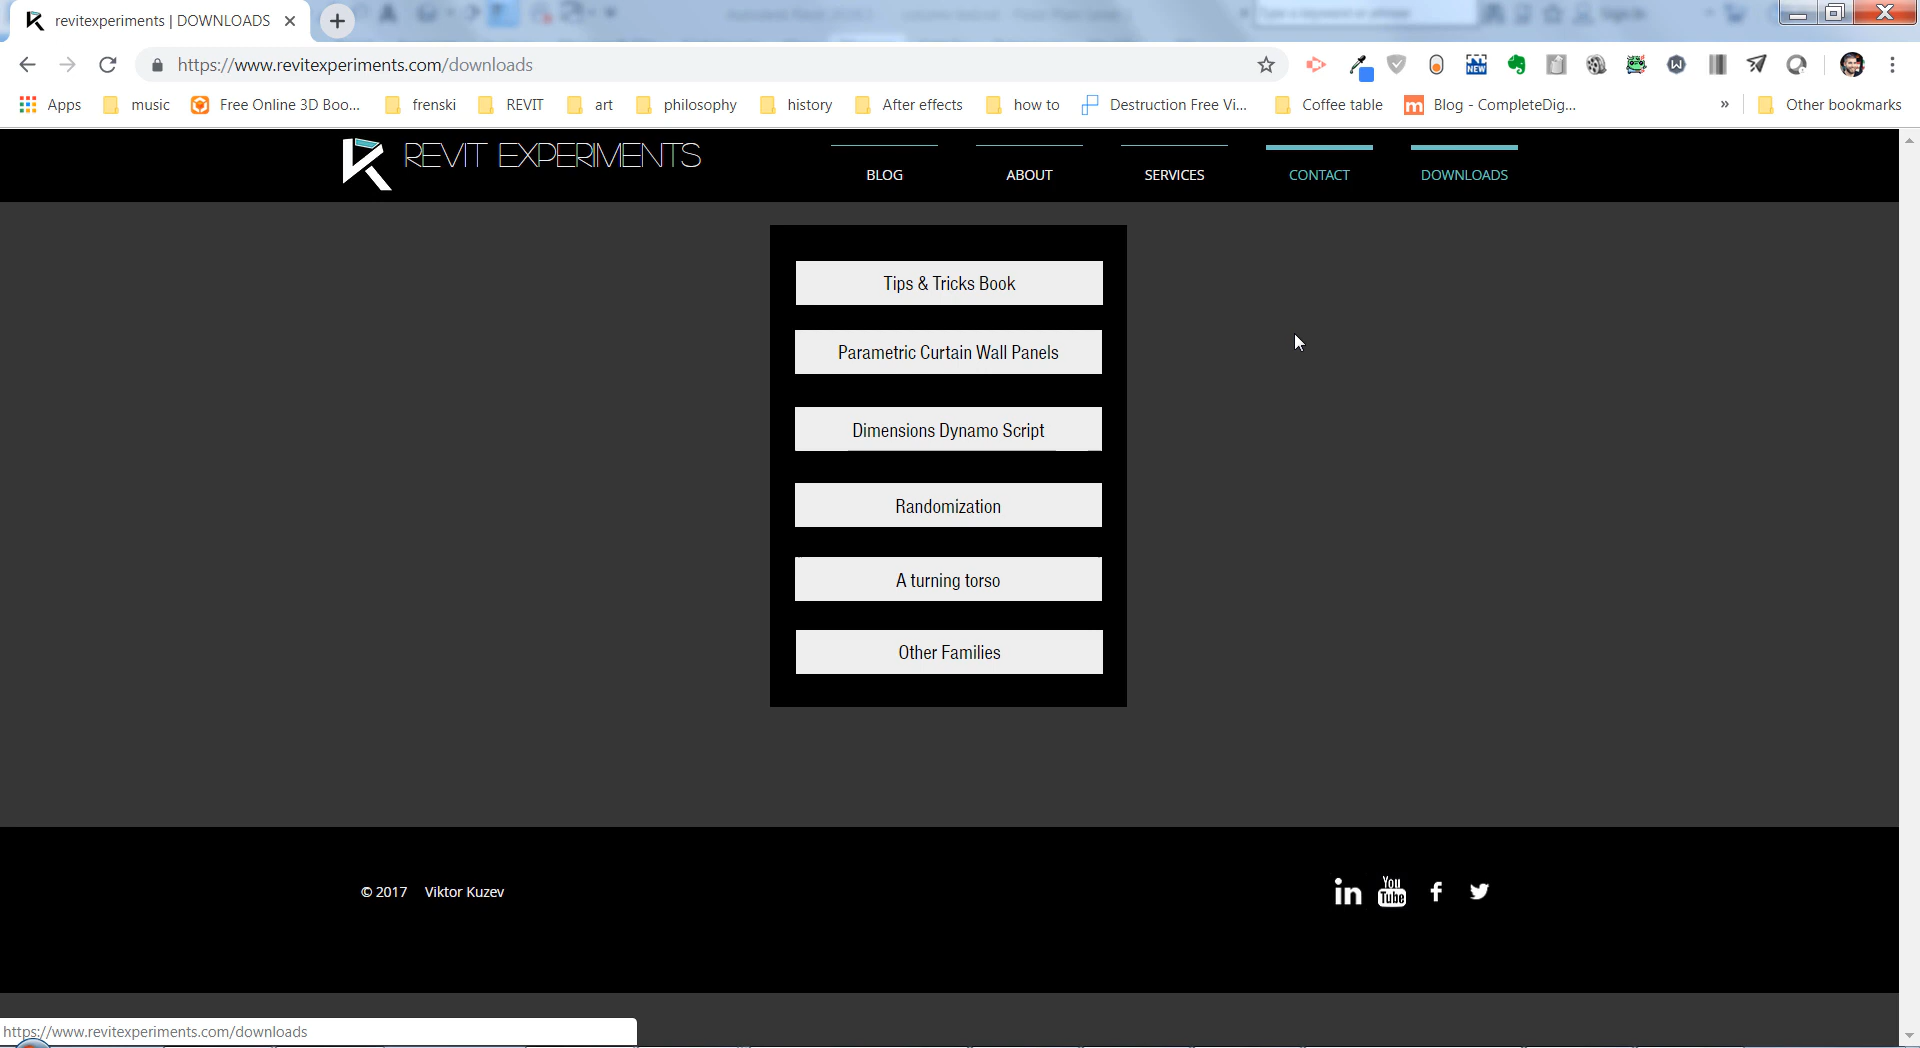 revitexperiments | DOWNLOADS
https://www.revitexperiments.com/downloads
Apps music Free Online 3D Boo... frenski REVIT art philosophy history After effects how to Destruction Free Vi... Coffee table Blog - CompleteDig... » Other bookmarks
REVIT EXPERIMENTS
BLOG ABOUT SERVICES CONTACT DOWNLOADS
Tips & Tricks Book
Parametric Curtain Wall Panels
Dimensions Dynamo Script
Randomization
A turning torso
Other Families
© 2017 Viktor Kuzev
in You Tube f
https://www.revitexperiments.com/downloads